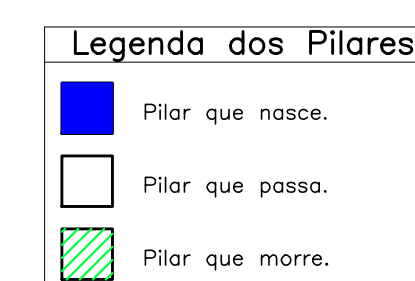 Legenda dos Pilares
Pilar que nasce.
Pilar que passa.
Pilar que morre.